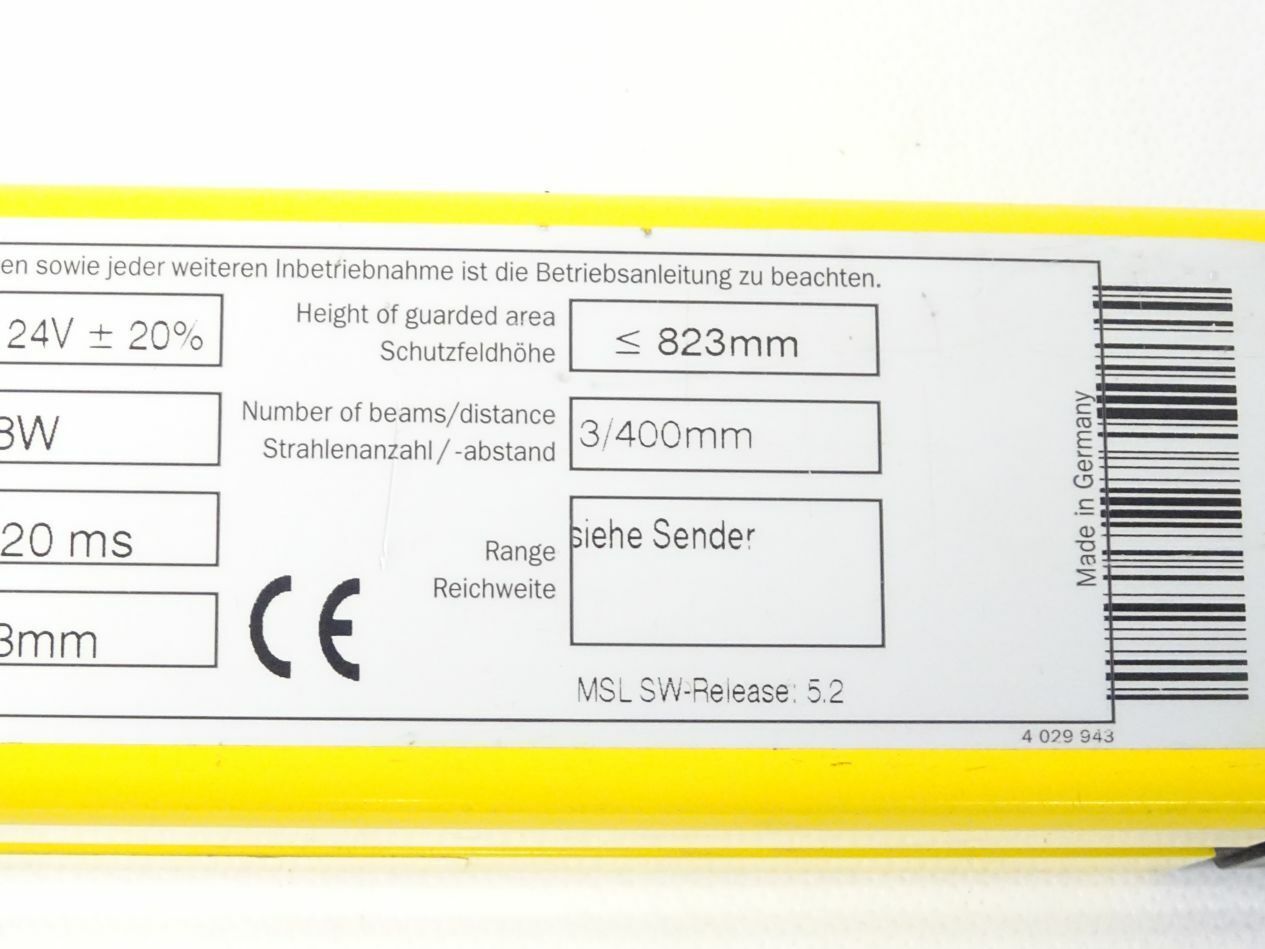 en sowie jeder weiteren Inbetriebnahme ist die Betriebsanleitung zu beachten.
24V ± 20%
Height of guarded area
Schutzfeldhöhe
≤ 823mm
8W
Number of beams/distance
Strahlenanzahl/-abstand
3/400mm
20 ms
Range
Reichweite
siehe Sender
3mm
CE
MSL SW-Release: 5.2
Made in Germany
4 029 943